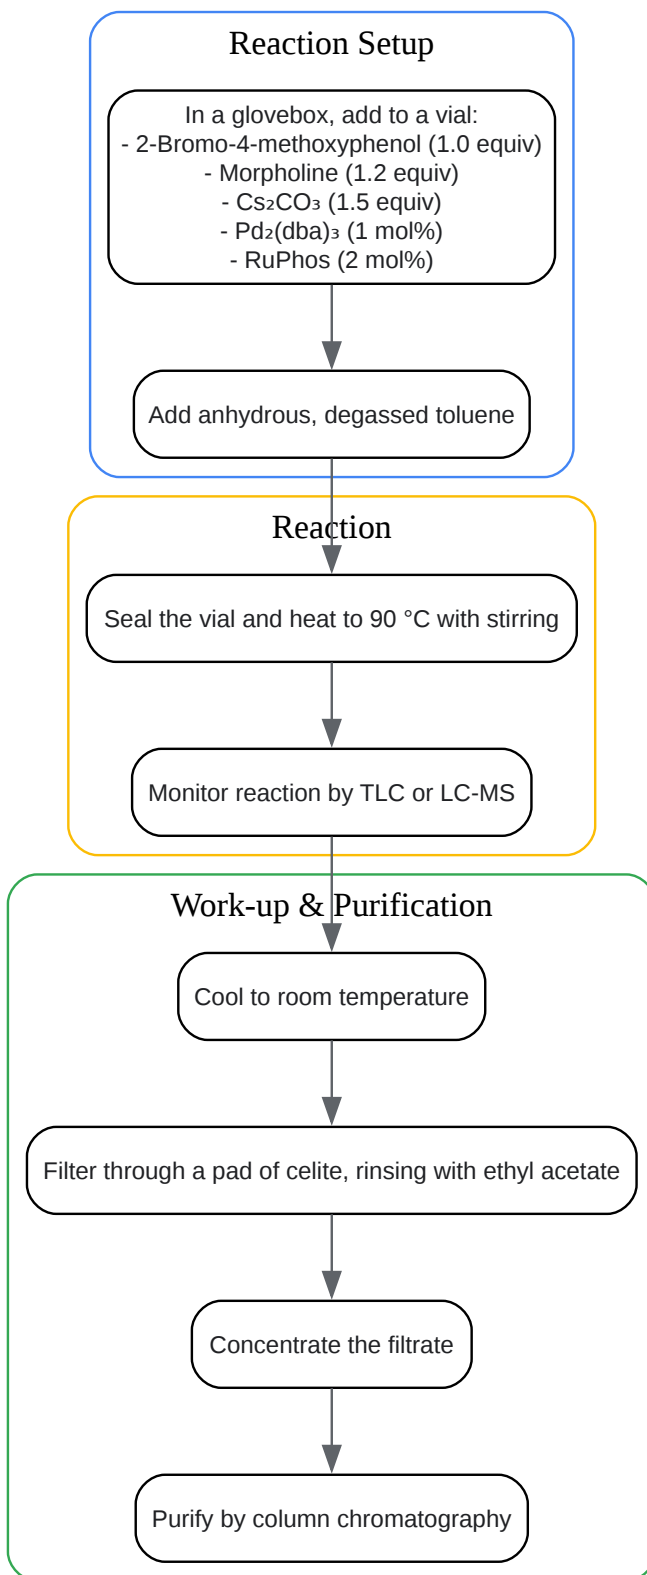 Reaction Setup
In a glovebox, add to a vial:
- 2-Bromo-4-methoxyphenol (1.0 equiv)
- Morpholine (1.2 equiv)
- Cs₂CO₃ (1.5 equiv)
- Pd₂(dba)₃ (1 mol%)
- RuPhos (2 mol%)
Add anhydrous, degassed toluene
Reaction
Seal the vial and heat to 90 °C with stirring
Monitor reaction by TLC or LC-MS
Work-up & Purification
Cool to room temperature
Filter through a pad of celite, rinsing with ethyl acetate
Concentrate the filtrate
Purify by column chromatography